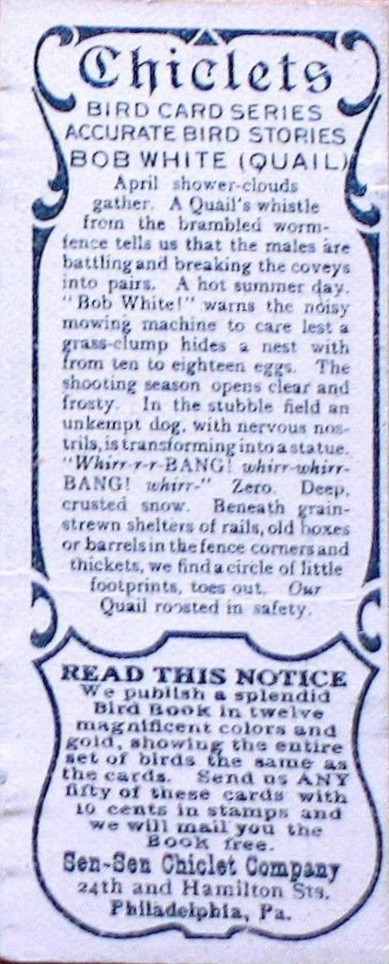 Chiclets
BIRD CARD SERIES
ACCURATE BIRD STORIES
BOB WHITE (QUAIL)
April shower-clouds
gather. A Quail's whistle
from the brambled worm-
fence tells us that the males are
battling and breaking the coveys
into pairs. A hot summer day.
"Bob White!" warns the noisy
mowing machine to care lest a
grass-clump hides a nest with
from ten to eighteen eggs. The
shooting season opens clear and
frosty. In the stubble field an
unkempt dog, with nervous nos-
trils, is transforming into a statue.
"Whirr-r-r-BANG! whirr-whirr-
BANG! whirr-" Zero. Deep,
crusted snow. Beneath grain-
strewn shelters of rails, old boxes
or barrels in the fence corners and
thickets, we find a circle of little
footprints, toes out. Our
Quail roosted in safety.
READ THIS NOTICE
We publish a splendid
Bird Book in twelve
magnificent colors and
gold, showing the entire
set of birds the same as
the cards. Send us ANY
fifty of these cards with
10 cents in stamps and
we will mail you the
Book free.
Sen-Sen Chiclet Company
24th and Hamilton Sts.
Philadelphia, Pa.